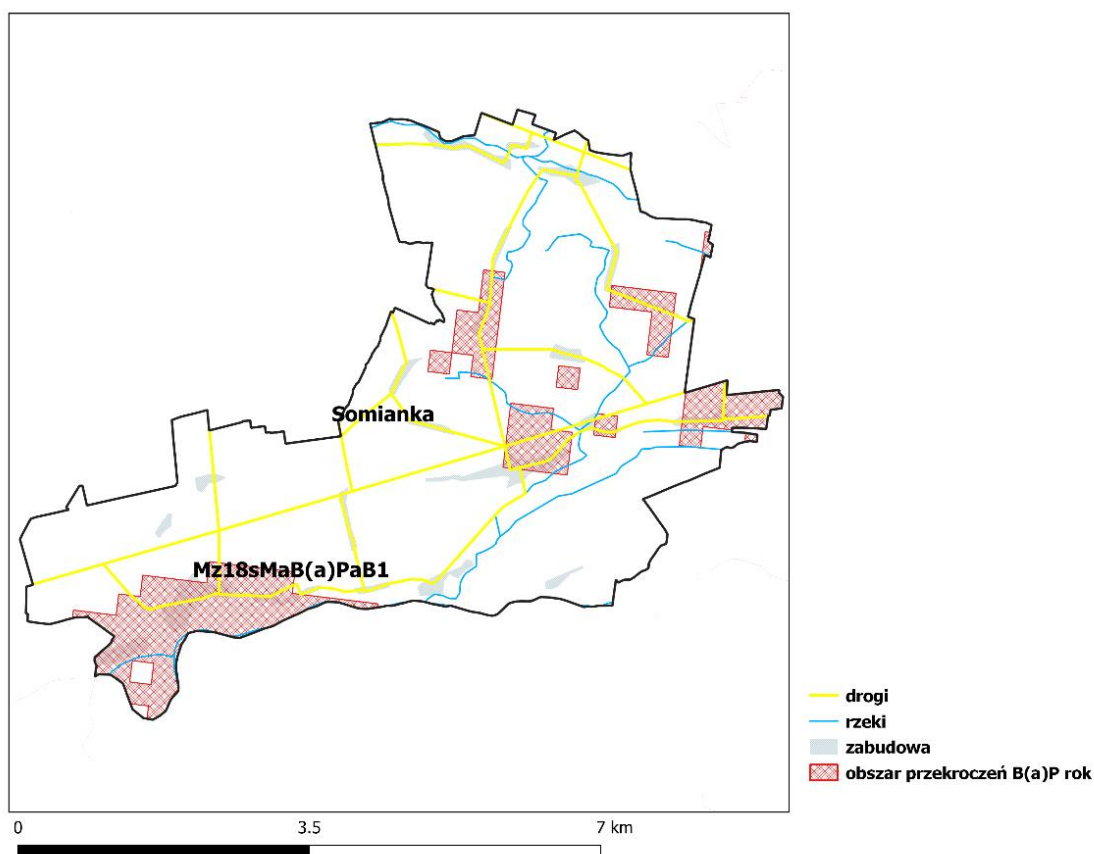 Somianka
Mz18sMaB(a)PaB1
drogi
rzeki
zabudowa
obszar przekroczeń B(a)P rok
0 3.5 7 km